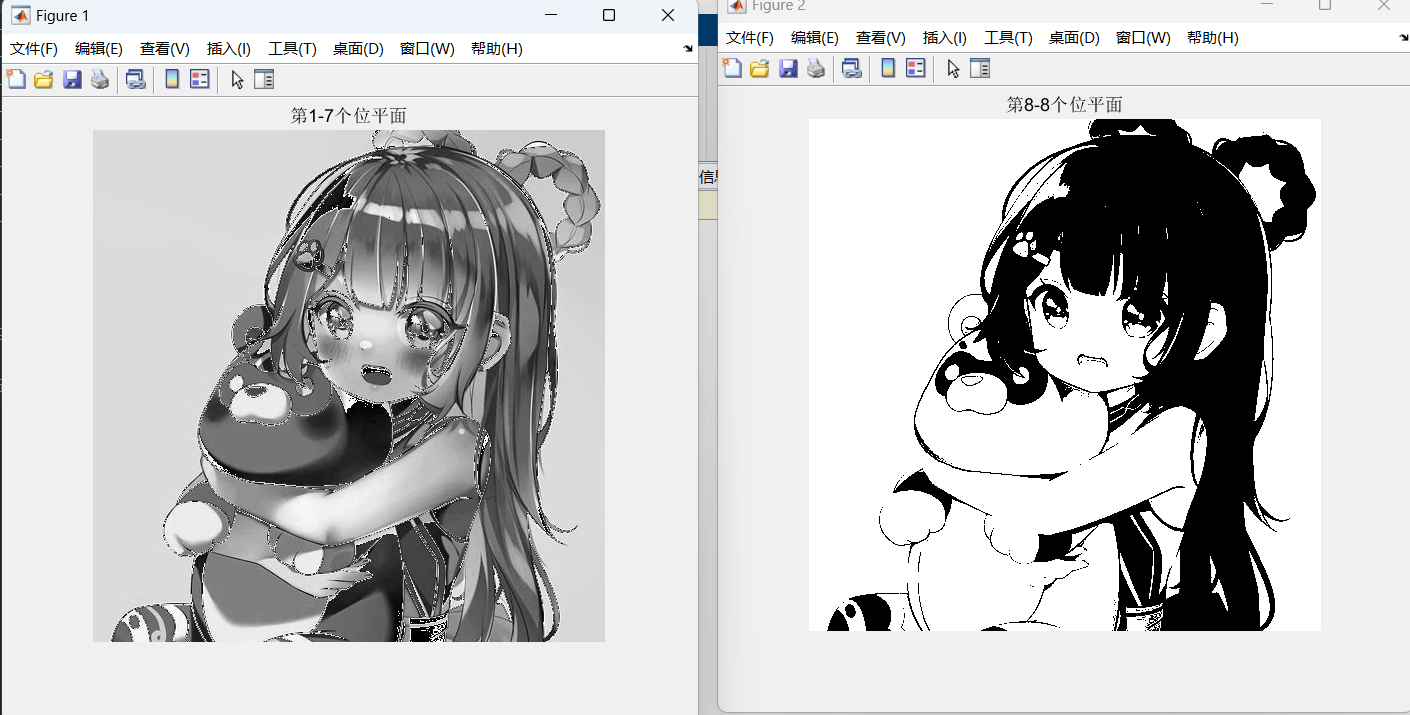 Figure 1
文件(F) 编辑(E) 查看(V) 插入(I) 工具(T) 桌面(D) 窗口(W) 帮助(H)
第1-7个位平面
信息
Figure 2
文件(F) 编辑(E) 查看(V) 插入(I) 工具(T) 桌面(D) 窗口(W) 帮助(H)
第8-8个位平面